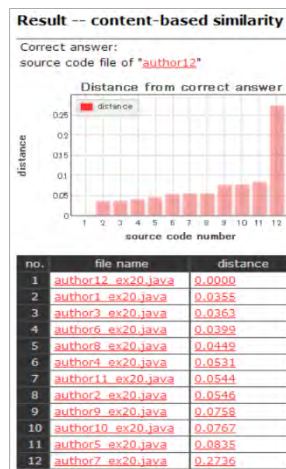 Result -- content-based similarity
Correct answer:
source code file of "author12"
Distance from correct answer
distance
0.25
0.2
0.15
0.1
0.05
0
distance
1 2 3 4 5 6 7 8 9 10 11 12
source code number
no. file name distance
1 author12_ex20.java 0.0000
2 author1_ex20.java 0.0355
3 author3_ex20.java 0.0363
4 author6_ex20.java 0.0399
5 author8_ex20.java 0.0449
6 author4_ex20.java 0.0531
7 author11_ex20.java 0.0544
8 author2_ex20.java 0.0546
9 author9_ex20.java 0.0758
10 author10_ex20.java 0.0767
11 author5_ex20.java 0.0835
12 author7_ex20.java 0.2736